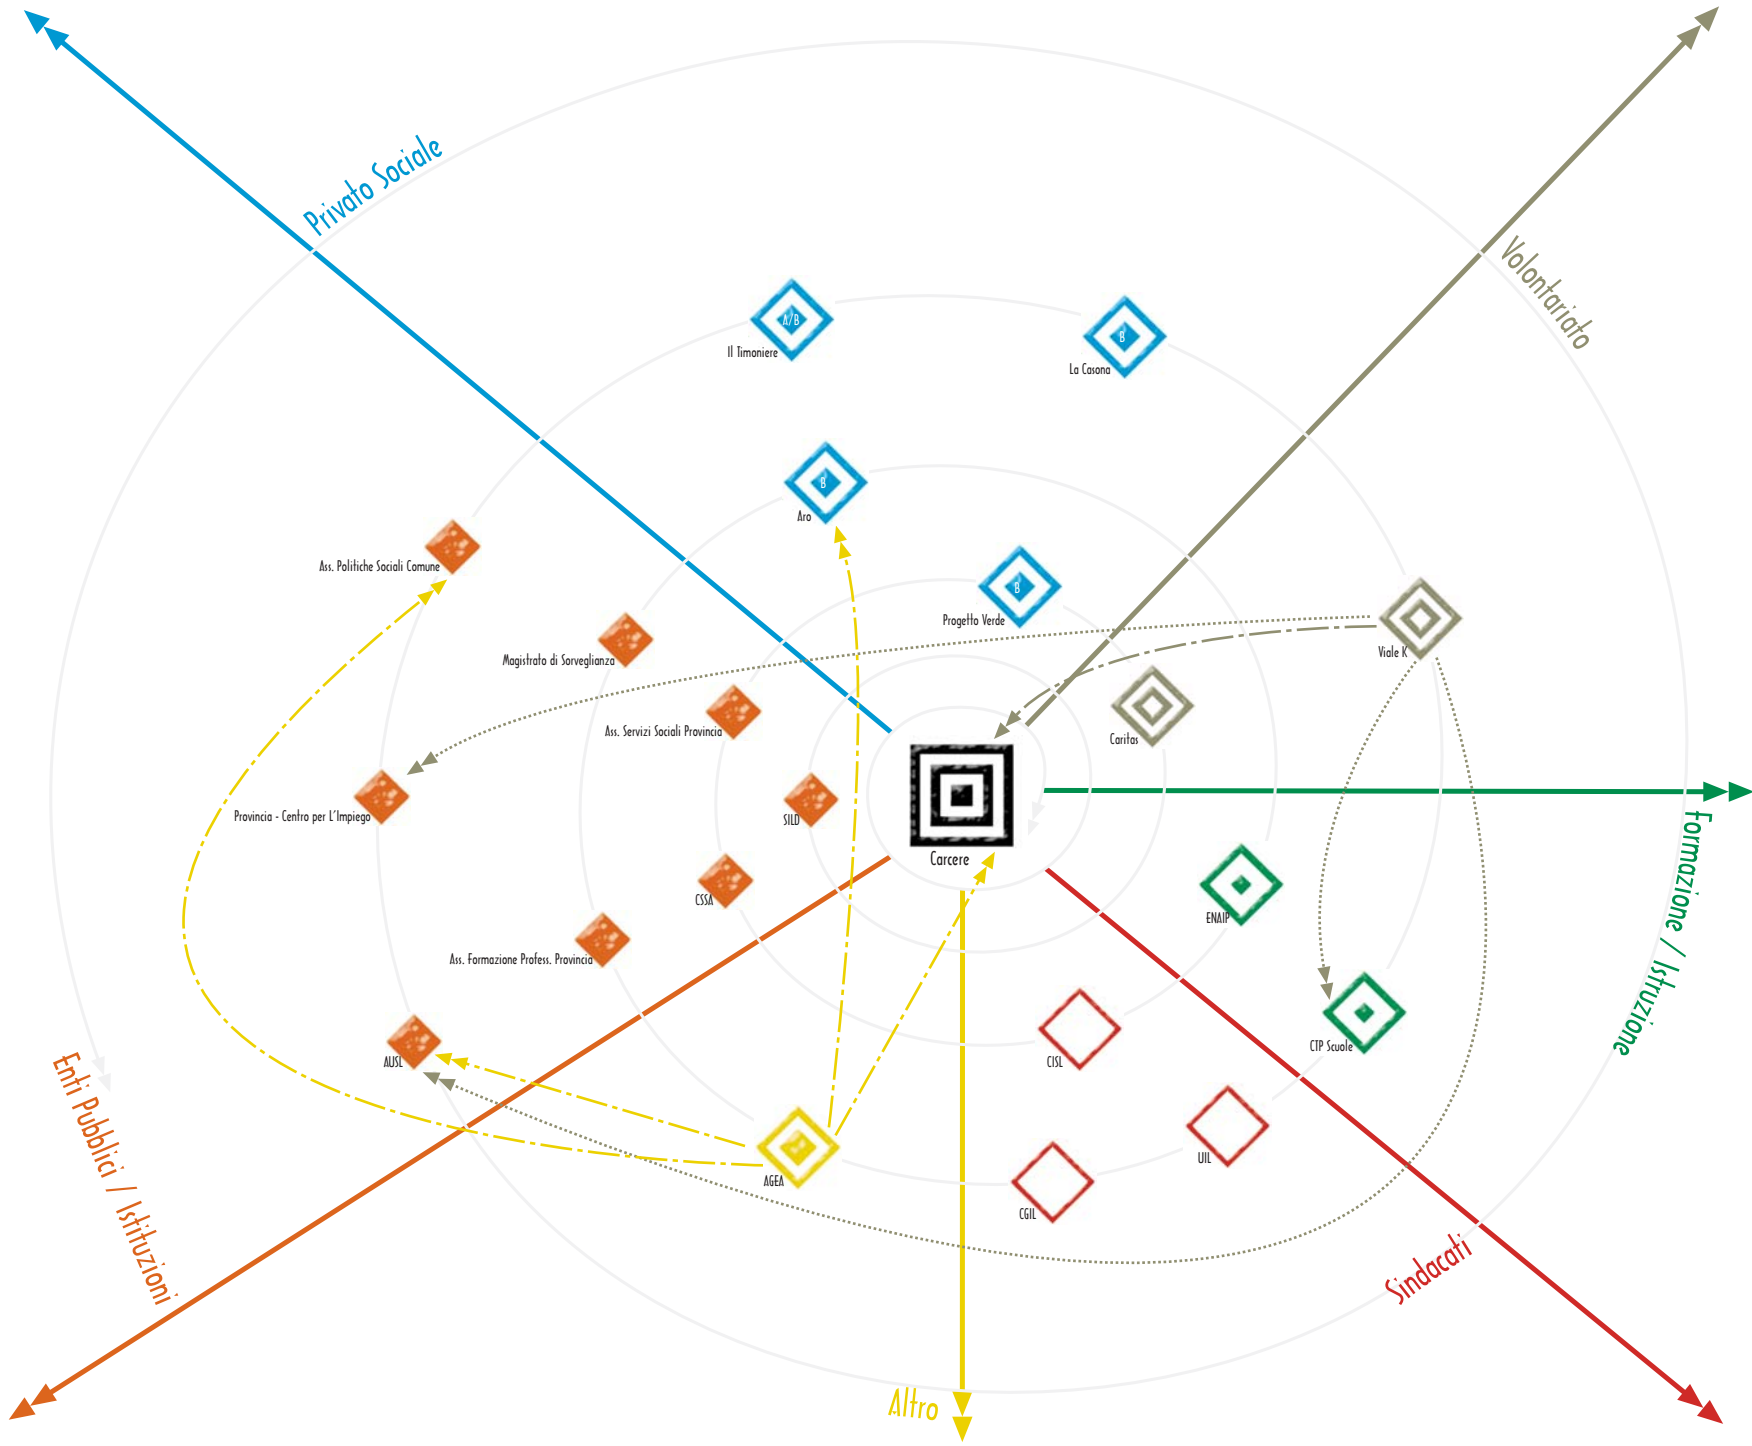 Privato Sociale
Volontariato
A/B
Il Timoniere
B
La Casona
B
Aro
Ass. Politiche Sociali Comune
B
Progetto Verde
Magistrato di Sorveglianza
Viale K
Ass. Servizi Sociali Provincia
Caritas
Provincia - Centro per L'Impiego
SILD
Carcere
Formazione / Istruzione
CSSA
ENAIP
Ass. Formazione Profess. Provincia
AUSL
CISL
CTP Scuole
Enti Pubblici / Istituzioni
AGEA
UIL
CGIL
Sindacati
Altro